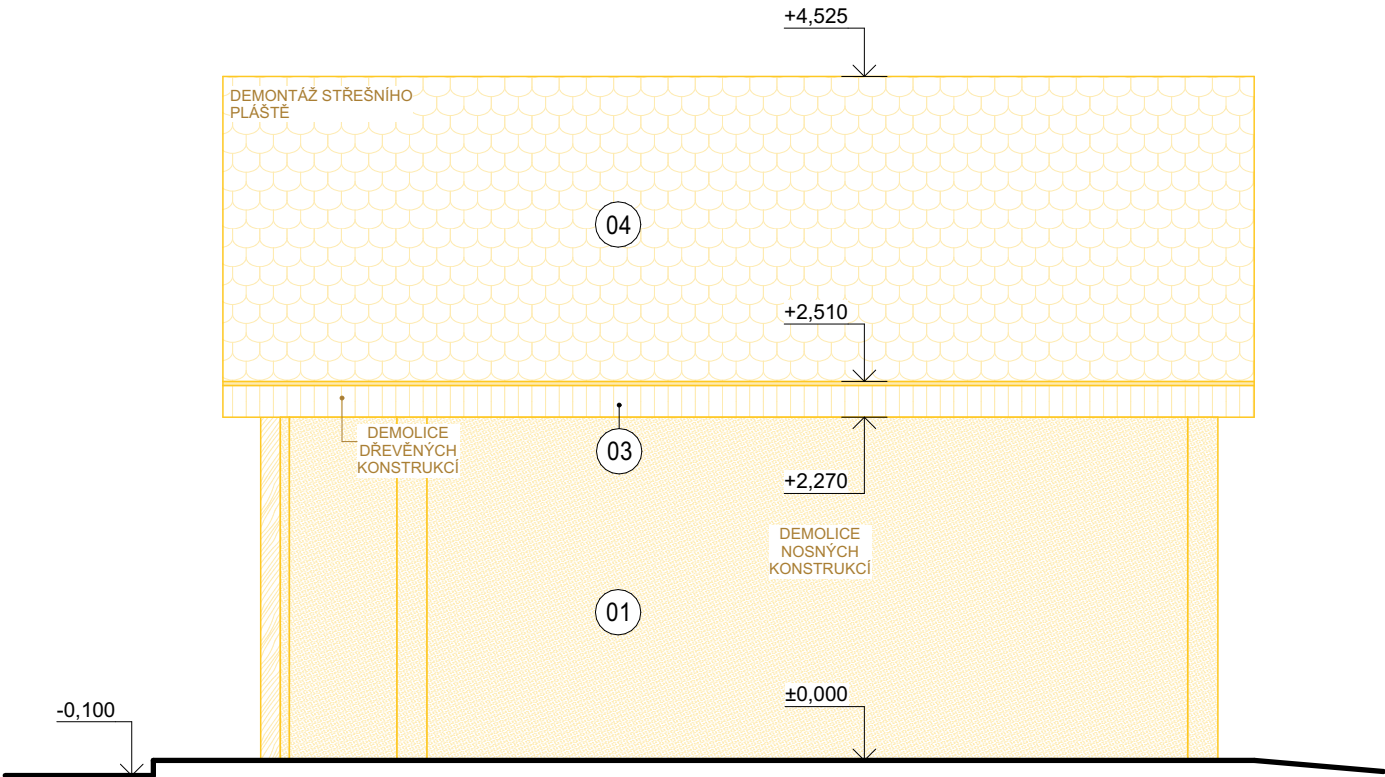 +4,525
DEMONTÁŽ STŘEŠNÍHO
PLÁŠTĚ
04
+2,510
DEMOLICE
DŘEVĚNÝCH
KONSTRUKCÍ
03
+2,270
DEMOLICE
NOSNÝCH
KONSTRUKCÍ
01
±0,000
-0,100